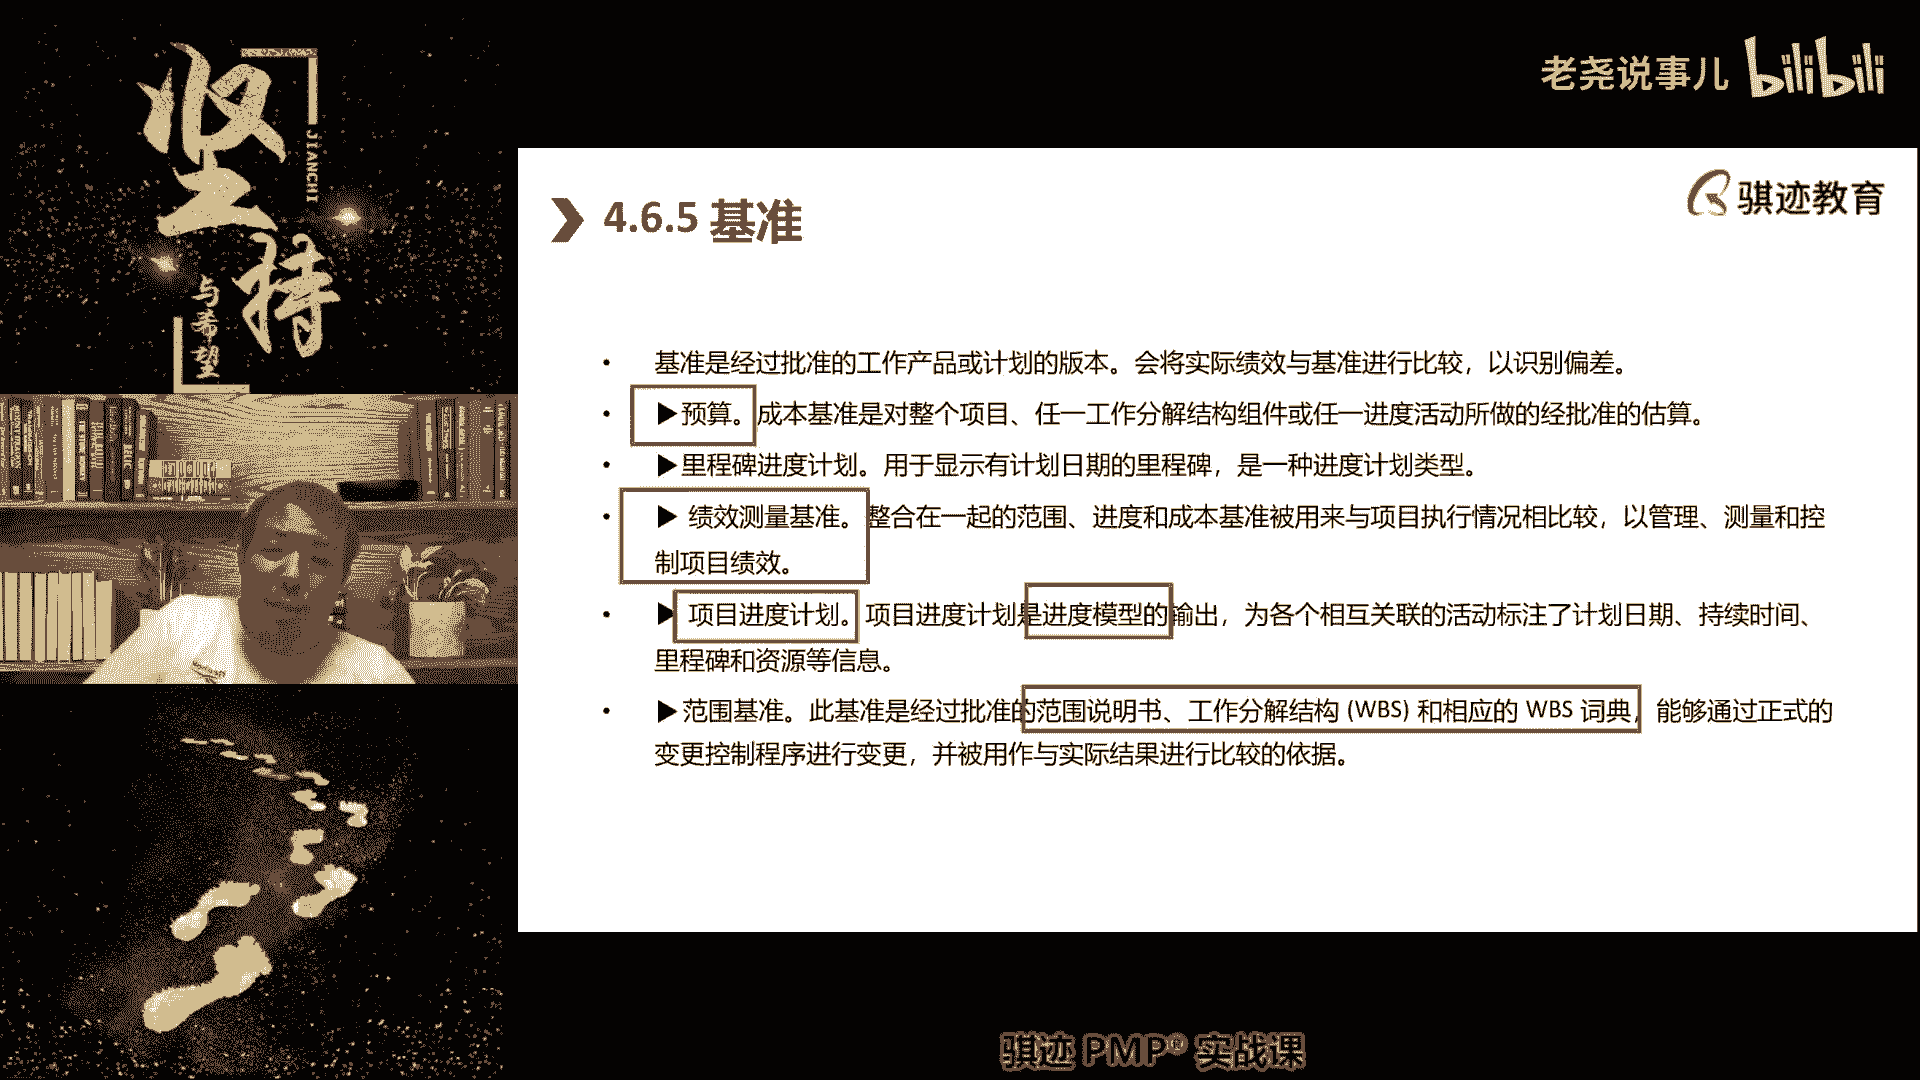 坚持
JIANCHI
与希望
老尧说事儿 bilibili
骐迹教育
4.6.5 基准
• 基准是经过批准的工作产品或计划的版本。会将实际绩效与基准进行比较，以识别偏差。
• ▶预算。成本基准是对整个项目、任一工作分解结构组件或任一进度活动所做的经批准的估算。
• ▶里程碑进度计划。用于显示有计划日期的里程碑，是一种进度计划类型。
• ▶ 绩效测量基准。整合在一起的范围、进度和成本基准被用来与项目执行情况相比较，以管理、测量和控
制项目绩效。
• ▶ 项目进度计划。项目进度计划是进度模型的输出，为各个相互关联的活动标注了计划日期、持续时间、
里程碑和资源等信息。
• ▶范围基准。此基准是经过批准的范围说明书、工作分解结构 (WBS) 和相应的 WBS 词典，能够通过正式的
变更控制程序进行变更，并被用作与实际结果进行比较的依据。
骐迹 PMP® 实战课